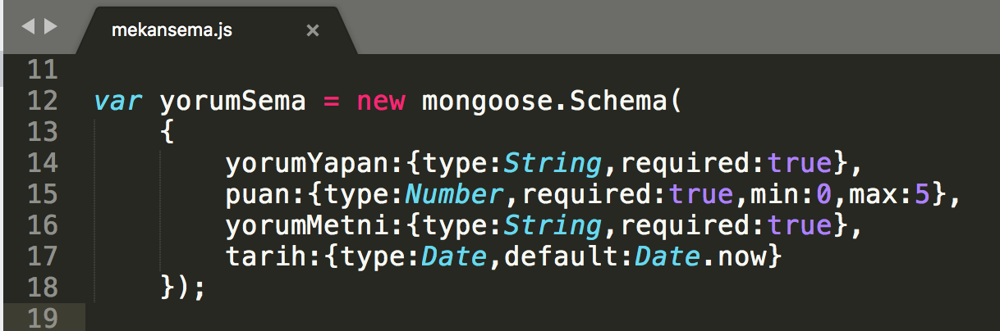 mekansema.js ×
11
12 var yorumSema = new mongoose.Schema(
13 {
14 yorumYapan:{type:String,required:true},
15 puan:{type:Number,required:true,min:0,max:5},
16 yorumMetni:{type:String,required:true},
17 tarih:{type:Date,default:Date.now}
18 });
19